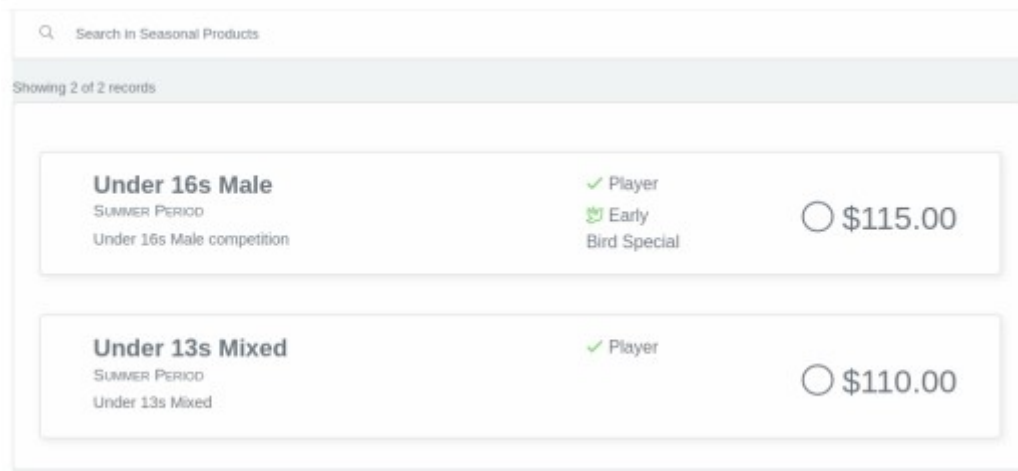 Search in Seasonal Products
Showing 2 of 2 records
Under 16s Male
SUMMER PERIOD
Under 16s Male competition
Player
Early
Bird Special
$115.00
Under 13s Mixed
SUMMER PERIOD
Under 13s Mixed
Player
$110.00